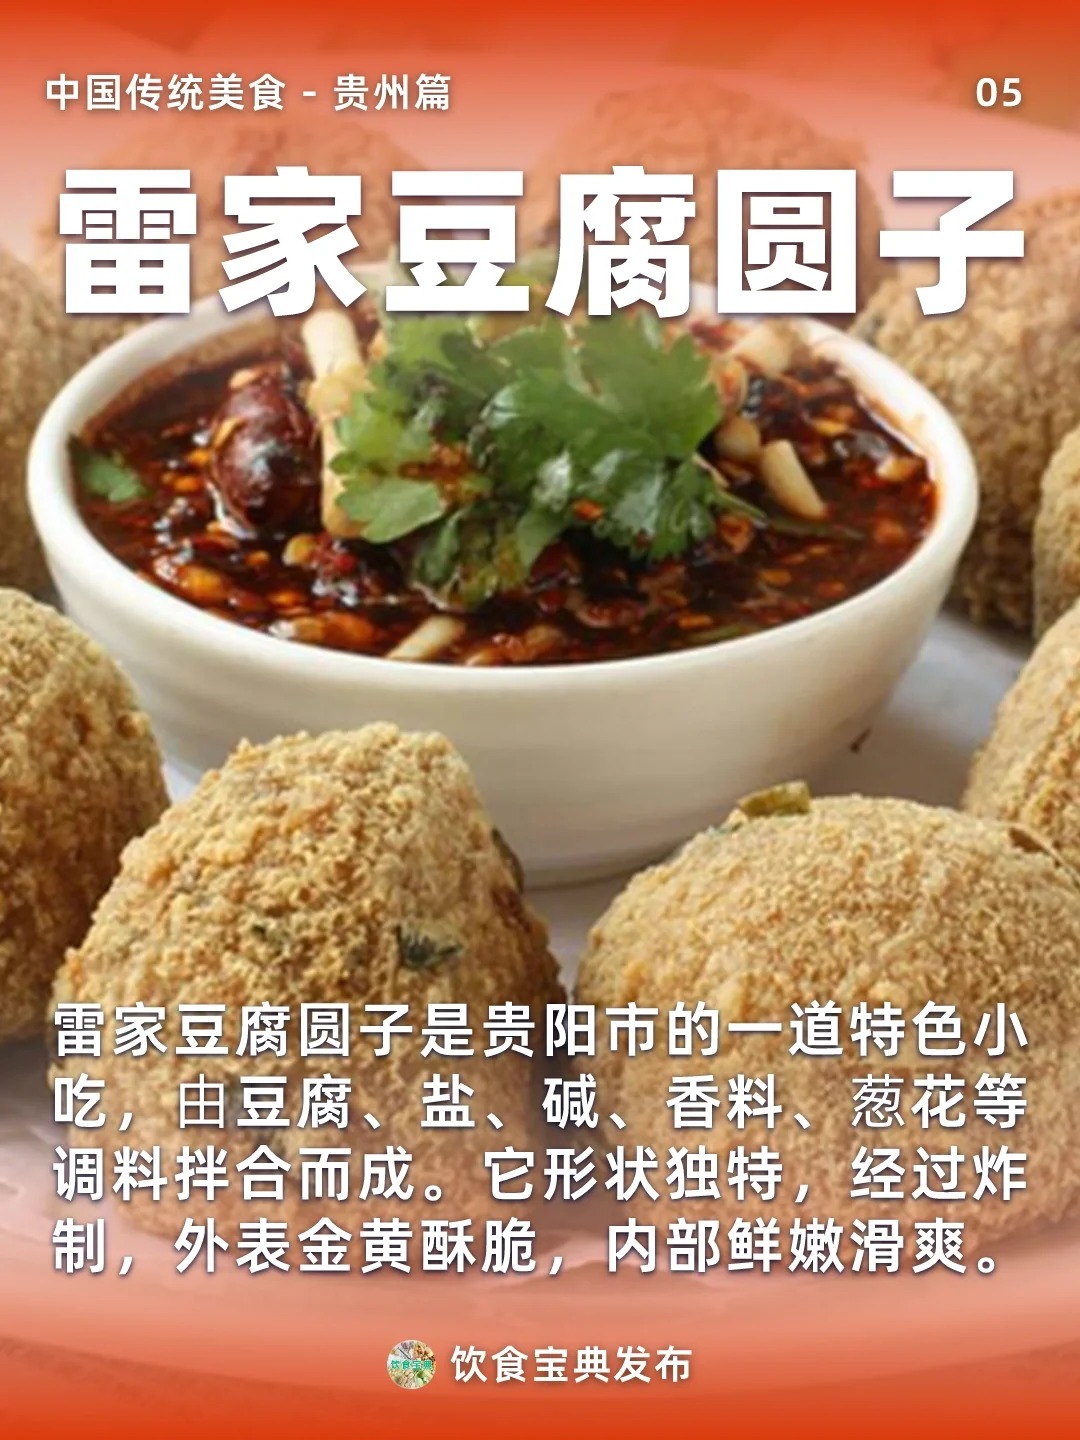 中国传统美食 - 贵州篇
05
雷家豆腐圆子
雷家豆腐圆子是贵阳市的一道特色小
吃，由豆腐、盐、碱、香料、葱花等
调料拌合而成。它形状独特，经过炸
制，外表金黄酥脆，内部鲜嫩滑爽。
饮食宝典
饮食宝典发布